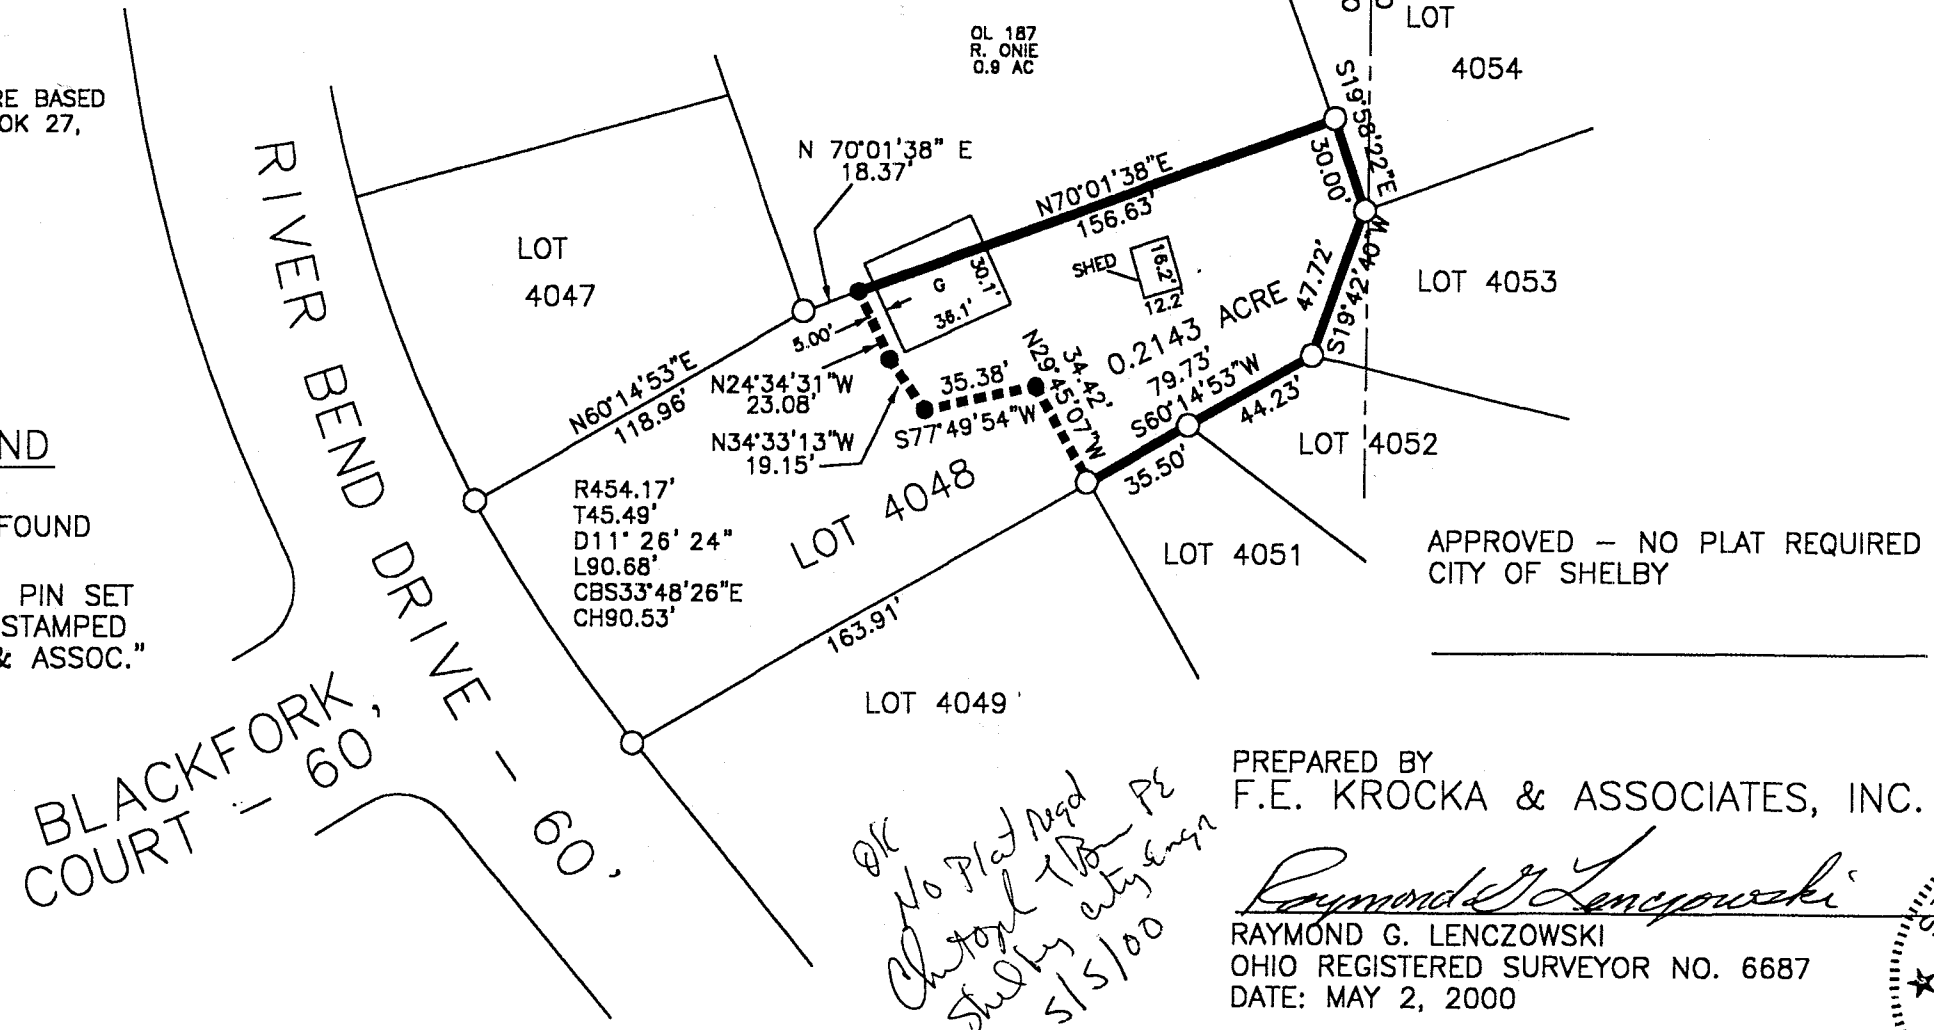 OL 187
R. ONIE
0.9 AC
LOT
4054
RE BASED
OK 27,
S19°58'22"E
30.00'
N 70°01'38" E
18.37'
N70°01'38"E
156.63'
RIVER BEND DRIVE – 60'
LOT
4047
SHED
16.2'
12.2'
G
30.1'
36.1'
5.00'
47.72'
S19°42'40"W
LOT 4053
0.2143 ACRE
N60°14'53"E
118.96'
N24°34'31"W
23.08'
35.38'
S77°49'54"W
N29°45'07"W
34.42'
79.73'
S60°14'53"W
44.23'
35.50'
N34°33'13"W
19.15'
LOT 4052
ND
R454.17'
T45.49'
D11° 26' 24"
L90.68'
CBS33°48'26"E
CH90.53'
LOT 4048
FOUND
LOT 4051
APPROVED – NO PLAT REQUIRED
CITY OF SHELBY
PIN SET
STAMPED
& ASSOC."
163.91'
LOT 4049
BLACKFORK
COURT – 60'
PREPARED BY
F.E. KROCKA & ASSOCIATES, INC.
OK
No Plat Reqd
PE
Shelby City Engr
5/5/00
Raymond G Lenczowski
RAYMOND G. LENCZOWSKI
OHIO REGISTERED SURVEYOR NO. 6687
DATE: MAY 2, 2000